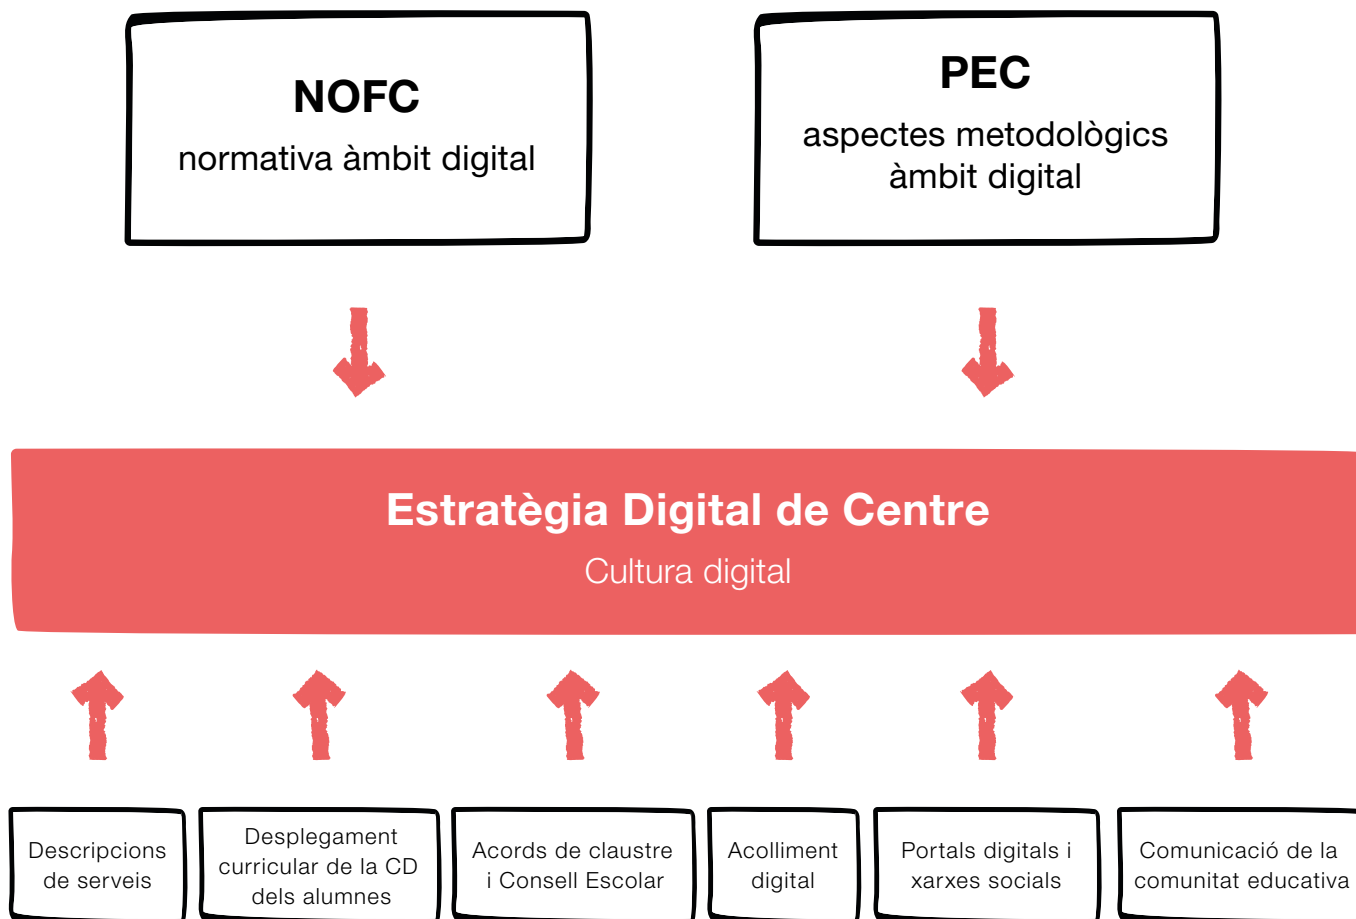 NOFC
normativa àmbit digital
PEC
aspectes metodològics
àmbit digital
Estratègia Digital de Centre
Cultura digital
Descripcions
de serveis
Desplegament
curricular de la CD
dels alumnes
Acords de claustre
i Consell Escolar
Acolliment
digital
Portals digitals i
xarxes socials
Comunicació de la
comunitat educativa